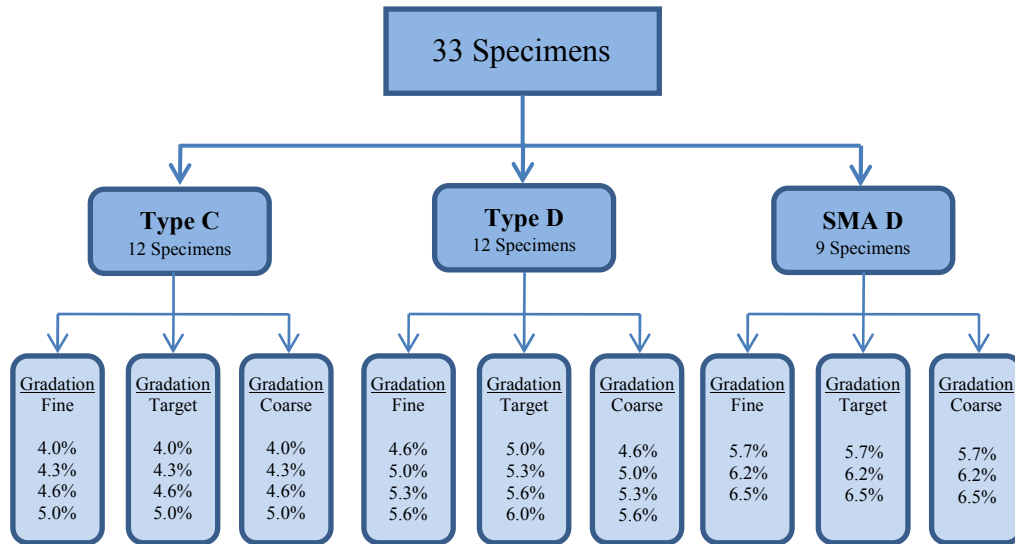 33 Specimens
Type C
12 Specimens
Type D
12 Specimens
SMA D
9 Specimens
Gradation
Fine
4.0%
4.3%
4.6%
5.0%
Gradation
Target
4.0%
4.3%
4.6%
5.0%
Gradation
Coarse
4.0%
4.3%
4.6%
5.0%
Gradation
Fine
4.6%
5.0%
5.3%
5.6%
Gradation
Target
5.0%
5.3%
5.6%
6.0%
Gradation
Coarse
4.6%
5.0%
5.3%
5.6%
Gradation
Fine
5.7%
6.2%
6.5%
Gradation
Target
5.7%
6.2%
6.5%
Gradation
Coarse
5.7%
6.2%
6.5%